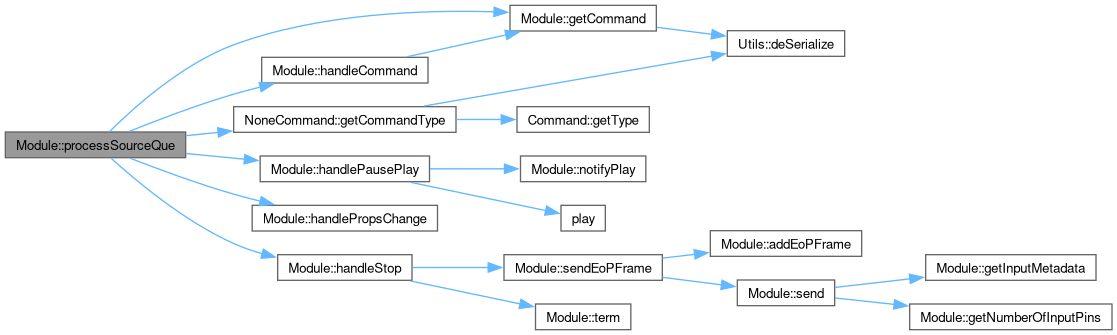 Module::processSourceQue
Module::getCommand
Module::handleCommand
NoneCommand::getCommandType
Module::handlePausePlay
Module::handlePropsChange
Module::handleStop
Utils::deSerialize
Command::getType
Module::notifyPlay
play
Module::sendEoPFrame
Module::term
Module::addEoPFrame
Module::send
Module::getInputMetadata
Module::getNumberOfInputPins